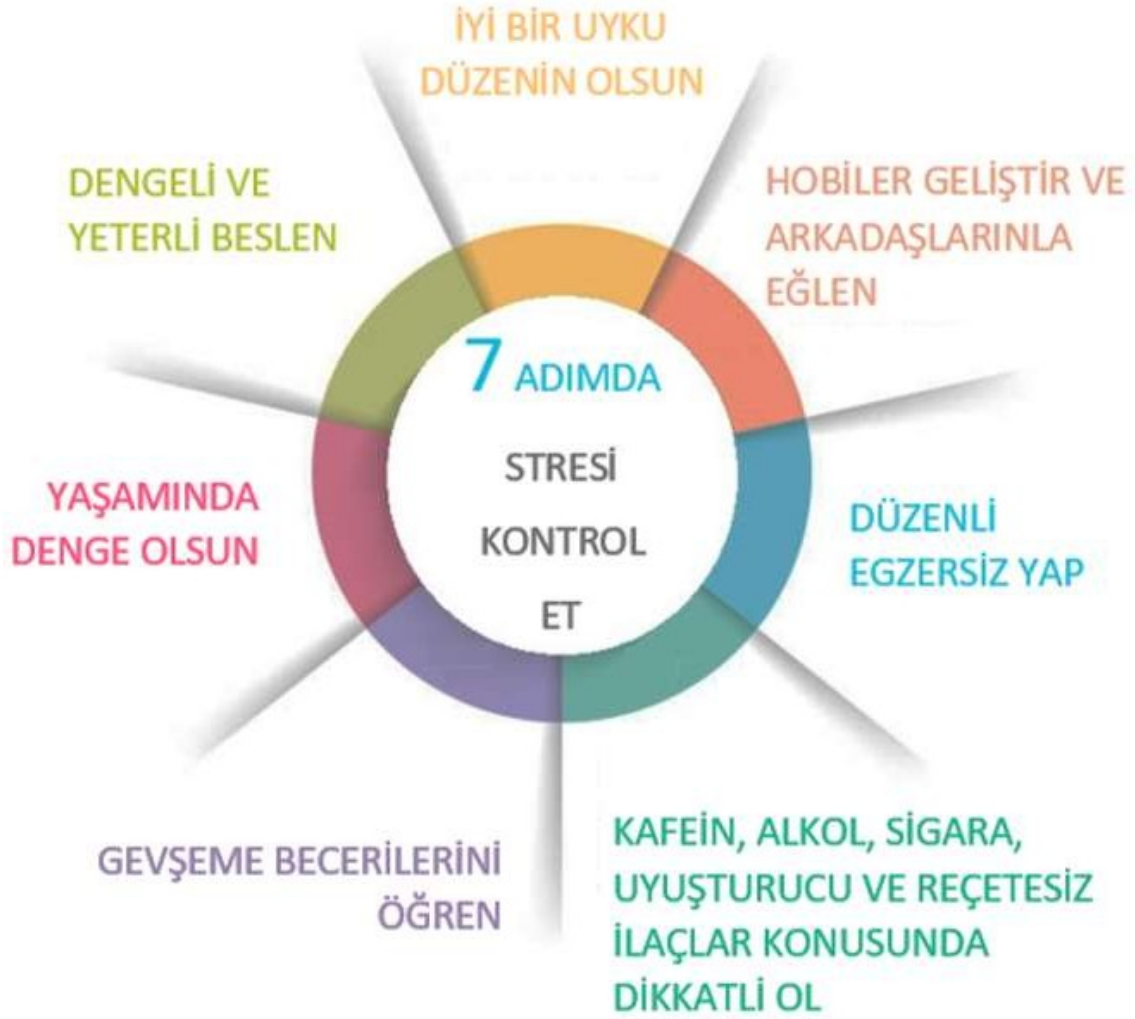 7 ADIMDA
STRESİ
KONTROL
ET
İYİ BİR UYKU
DÜZENİN OLSUN
HOBİLER GELİŞTİR VE
ARKADAŞLARINLA
EĞLEN
DÜZENLİ
EGZERSİZ YAP
KAFEİN, ALKOL, SİGARA,
UYUŞTURUCU VE REÇETESİZ
İLAÇLAR KONUSUNDA
DİKKATLİ OL
GEVŞEME BECERİLERİNİ
ÖĞREN
YAŞAMINDA
DENGE OLSUN
DENGELİ VE
YETERLİ BESLEN